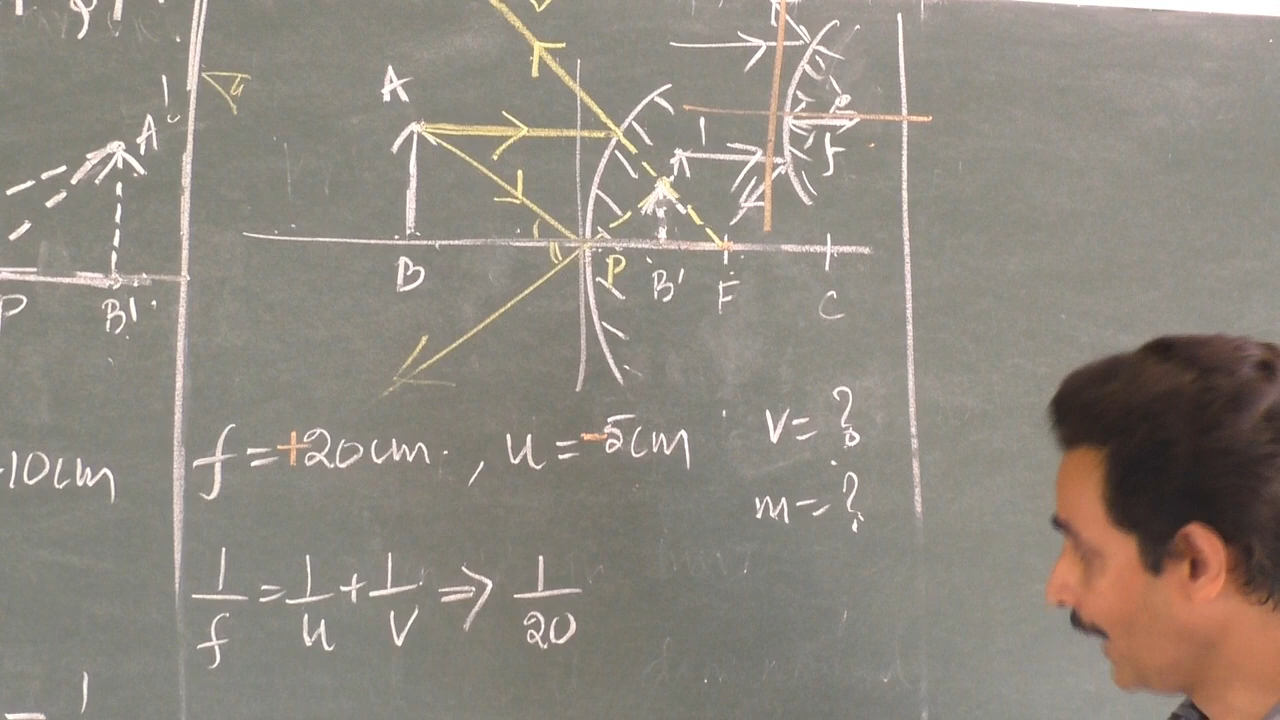 A
A'
P
B'
A
B
P
B'
F
C
f
10cm
f = +20cm. , u = -5cm
v = ?
m = ?
1/f = 1/u + 1/v ⇒ 1/20